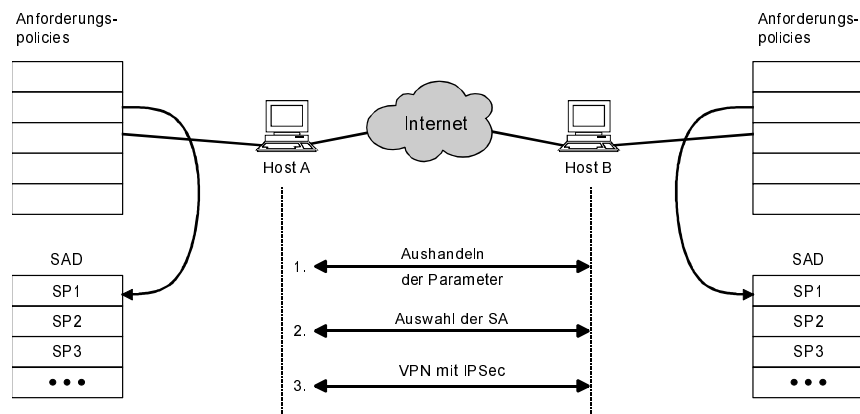 Anforderungs-
policies
Anforderungs-
policies
Internet
Host A
Host B
SAD
SP1
SP2
SP3
● ● ●
1. Aushandeln
der Parameter
2. Auswahl der SA
3. VPN mit IPSec
SAD
SP1
SP2
SP3
● ● ●